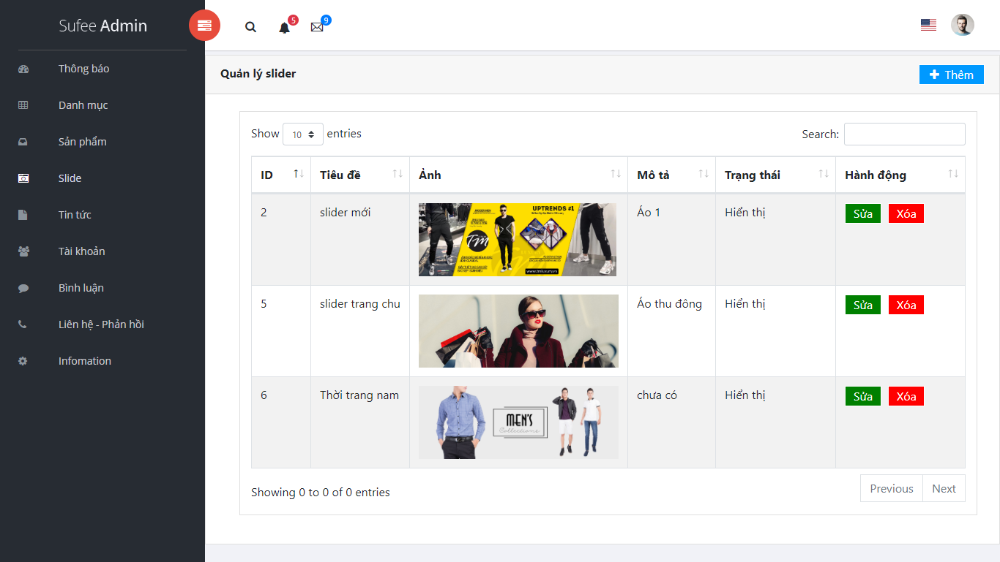 Sufee Admin
5
9
Thông báo
Danh mục
Sản phẩm
Slide
Tin tức
Tài khoản
Bình luận
Liên hệ - Phản hồi
Infomation
Quản lý slider
Thêm
Show 10 entries
Search:
ID Tiêu đề Ảnh Mô tả Trạng thái Hành động
2 slider mới Áo 1 Hiển thị Sửa Xóa
UPTRENDS #1
TM
5 slider trang chu Áo thu đông Hiển thị Sửa Xóa
6 Thời trang nam chưa có Hiển thị Sửa Xóa
MEN'S
Collections
Showing 0 to 0 of 0 entries
Previous Next